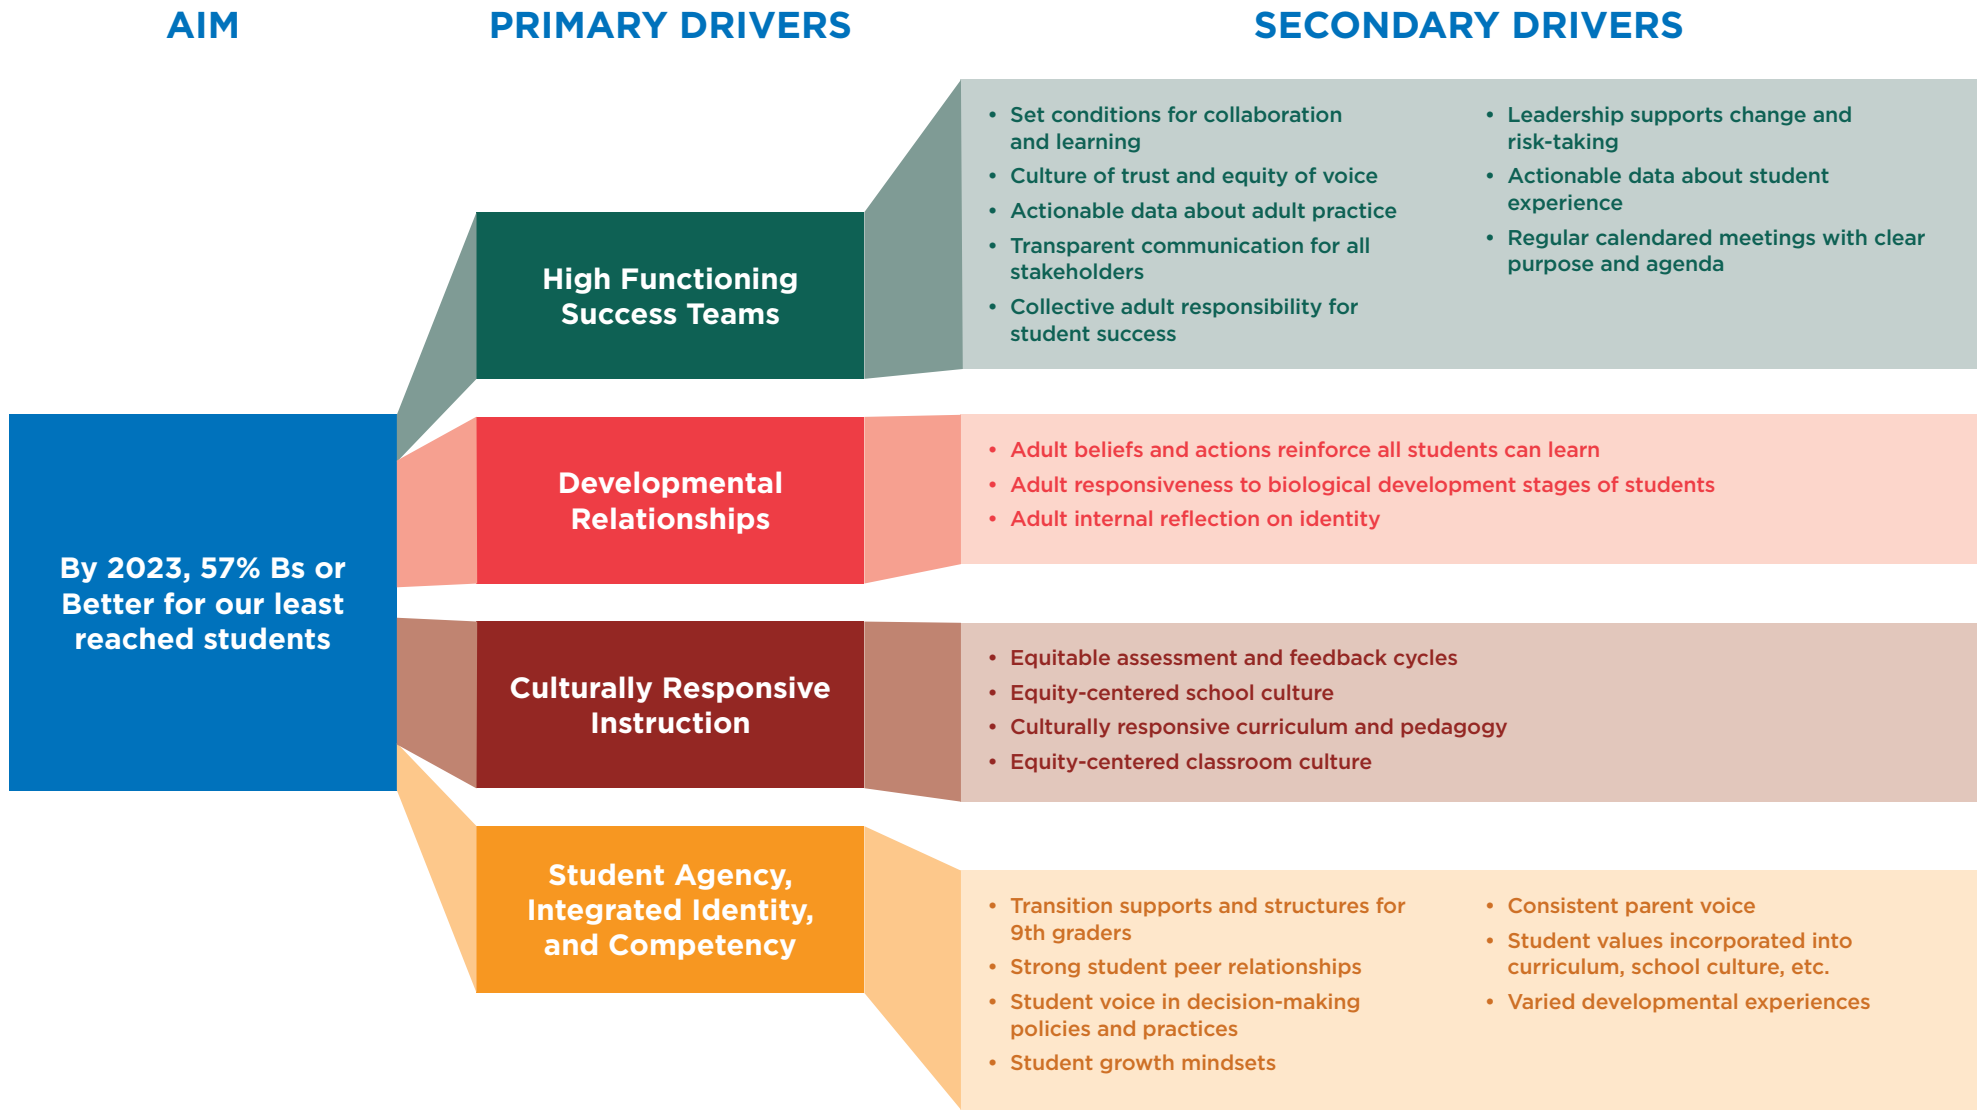 AIM
PRIMARY DRIVERS
SECONDARY DRIVERS
By 2023, 57% Bs or
Better for our least
reached students
High Functioning
Success Teams
• Set conditions for collaboration
and learning
• Culture of trust and equity of voice
• Actionable data about adult practice
• Transparent communication for all
stakeholders
• Collective adult responsibility for
student success
• Leadership supports change and
risk-taking
• Actionable data about student
experience
• Regular calendared meetings with clear
purpose and agenda
Developmental
Relationships
• Adult beliefs and actions reinforce all students can learn
• Adult responsiveness to biological development stages of students
• Adult internal reflection on identity
Culturally Responsive
Instruction
• Equitable assessment and feedback cycles
• Equity-centered school culture
• Culturally responsive curriculum and pedagogy
• Equity-centered classroom culture
Student Agency,
Integrated Identity,
and Competency
• Transition supports and structures for
9th graders
• Strong student peer relationships
• Student voice in decision-making
policies and practices
• Student growth mindsets
• Consistent parent voice
• Student values incorporated into
curriculum, school culture, etc.
• Varied developmental experiences